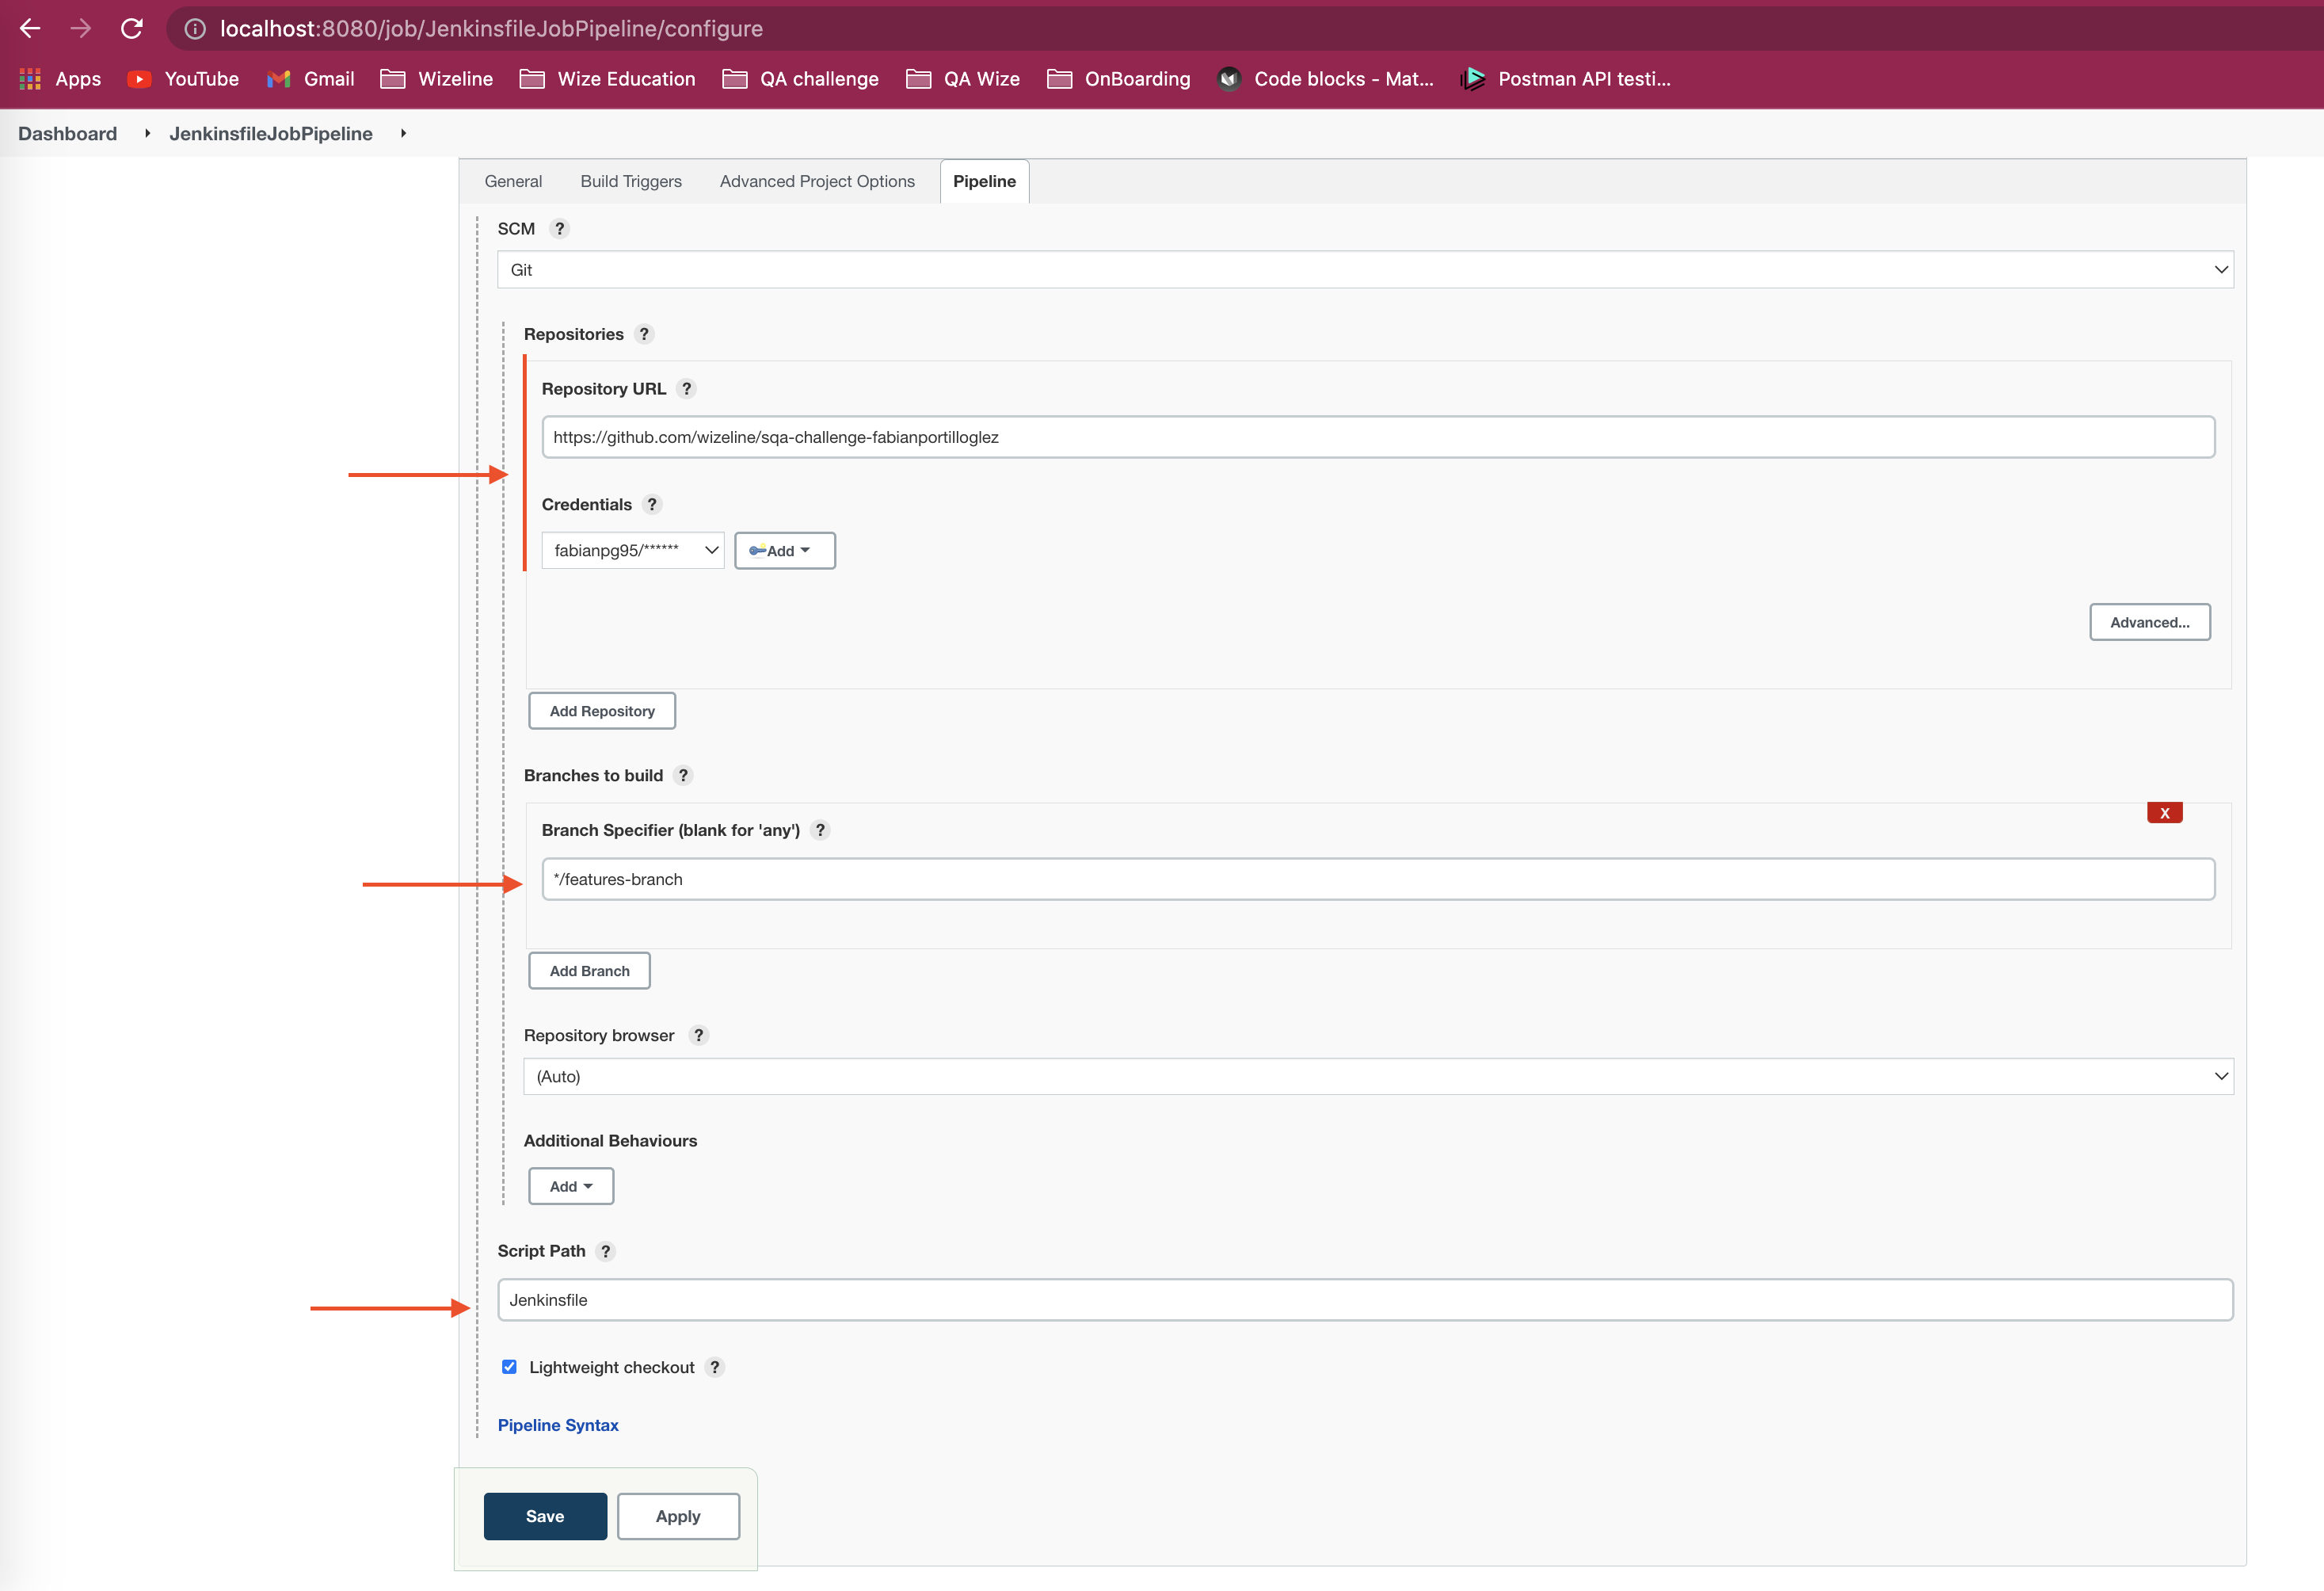 localhost:8080/job/JenkinsfileJobPipeline/configure
Apps YouTube Gmail Wizeline Wize Education QA challenge QA Wize OnBoarding Code blocks - Mat... Postman API testi...
Dashboard JenkinsfileJobPipeline
General Build Triggers Advanced Project Options Pipeline
SCM ?
Git
Repositories ?
Repository URL ?
https://github.com/wizeline/sqa-challenge-fabianportilloglez
Credentials ?
fabianpg95/****** Add
Advanced...
Add Repository
Branches to build ?
X
Branch Specifier (blank for 'any') ?
*/features-branch
Add Branch
Repository browser ?
(Auto)
Additional Behaviours
Add
Script Path ?
Jenkinsfile
Lightweight checkout ?
Pipeline Syntax
Save Apply